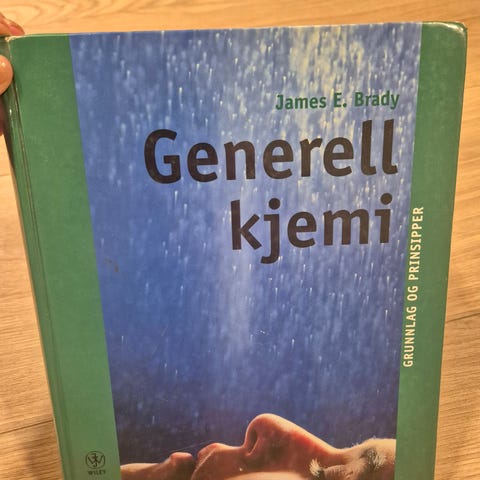 James E. Brady
Generell
kjemi
GRUNNLAG OG PRINSIPPER
WILEY